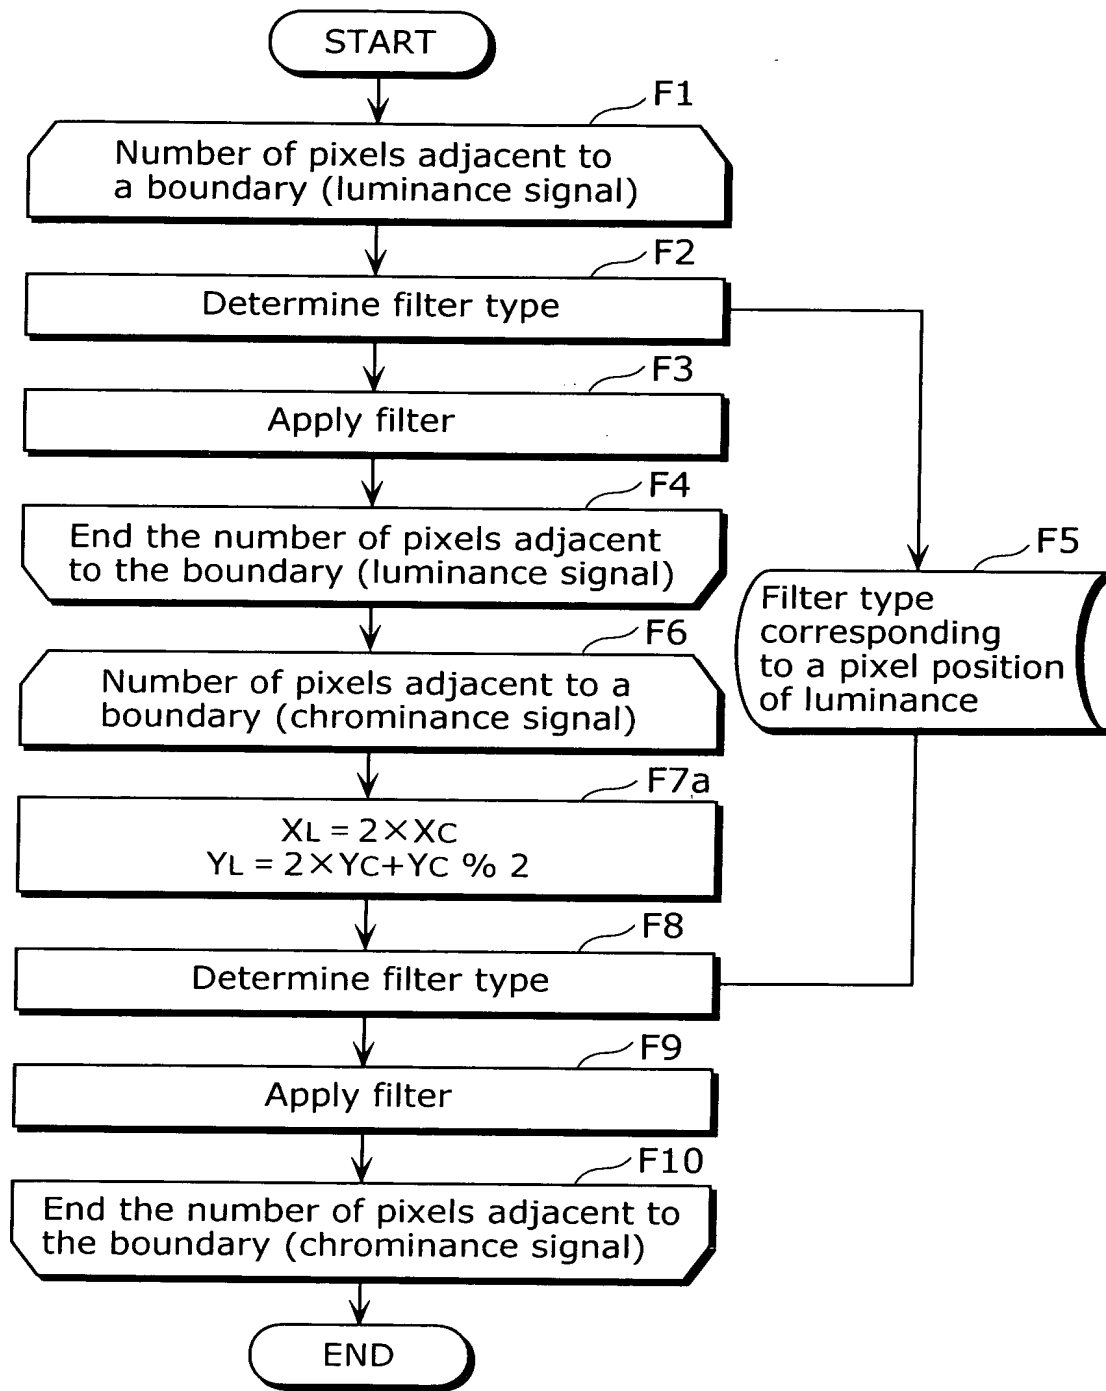 START
F1
Number of pixels adjacent to
a boundary (luminance signal)
F2
Determine filter type
F3
Apply filter
F4
End the number of pixels adjacent
to the boundary (luminance signal)
F5
Filter type
corresponding
to a pixel position
of luminance
F6
Number of pixels adjacent to a
boundary (chrominance signal)
F7a
XL = 2×XC
YL = 2×YC+YC % 2
F8
Determine filter type
F9
Apply filter
F10
End the number of pixels adjacent to
the boundary (chrominance signal)
END